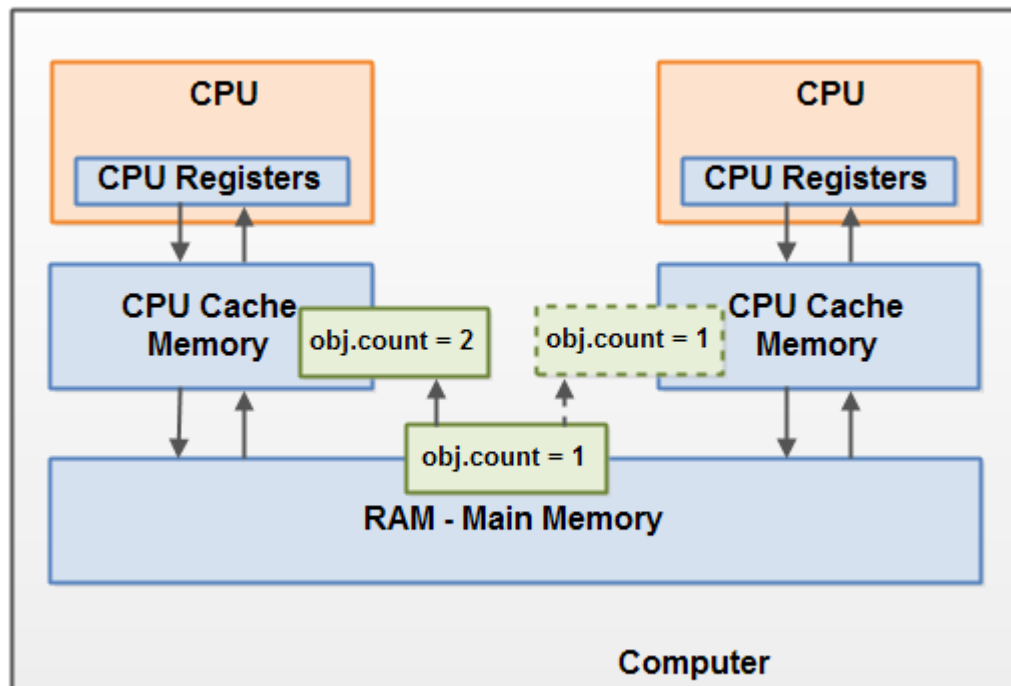 CPU
CPU
CPU Registers
CPU Registers
CPU Cache
Memory
obj.count = 2
obj.count = 1
CPU Cache
Memory
obj.count = 1
RAM - Main Memory
Computer